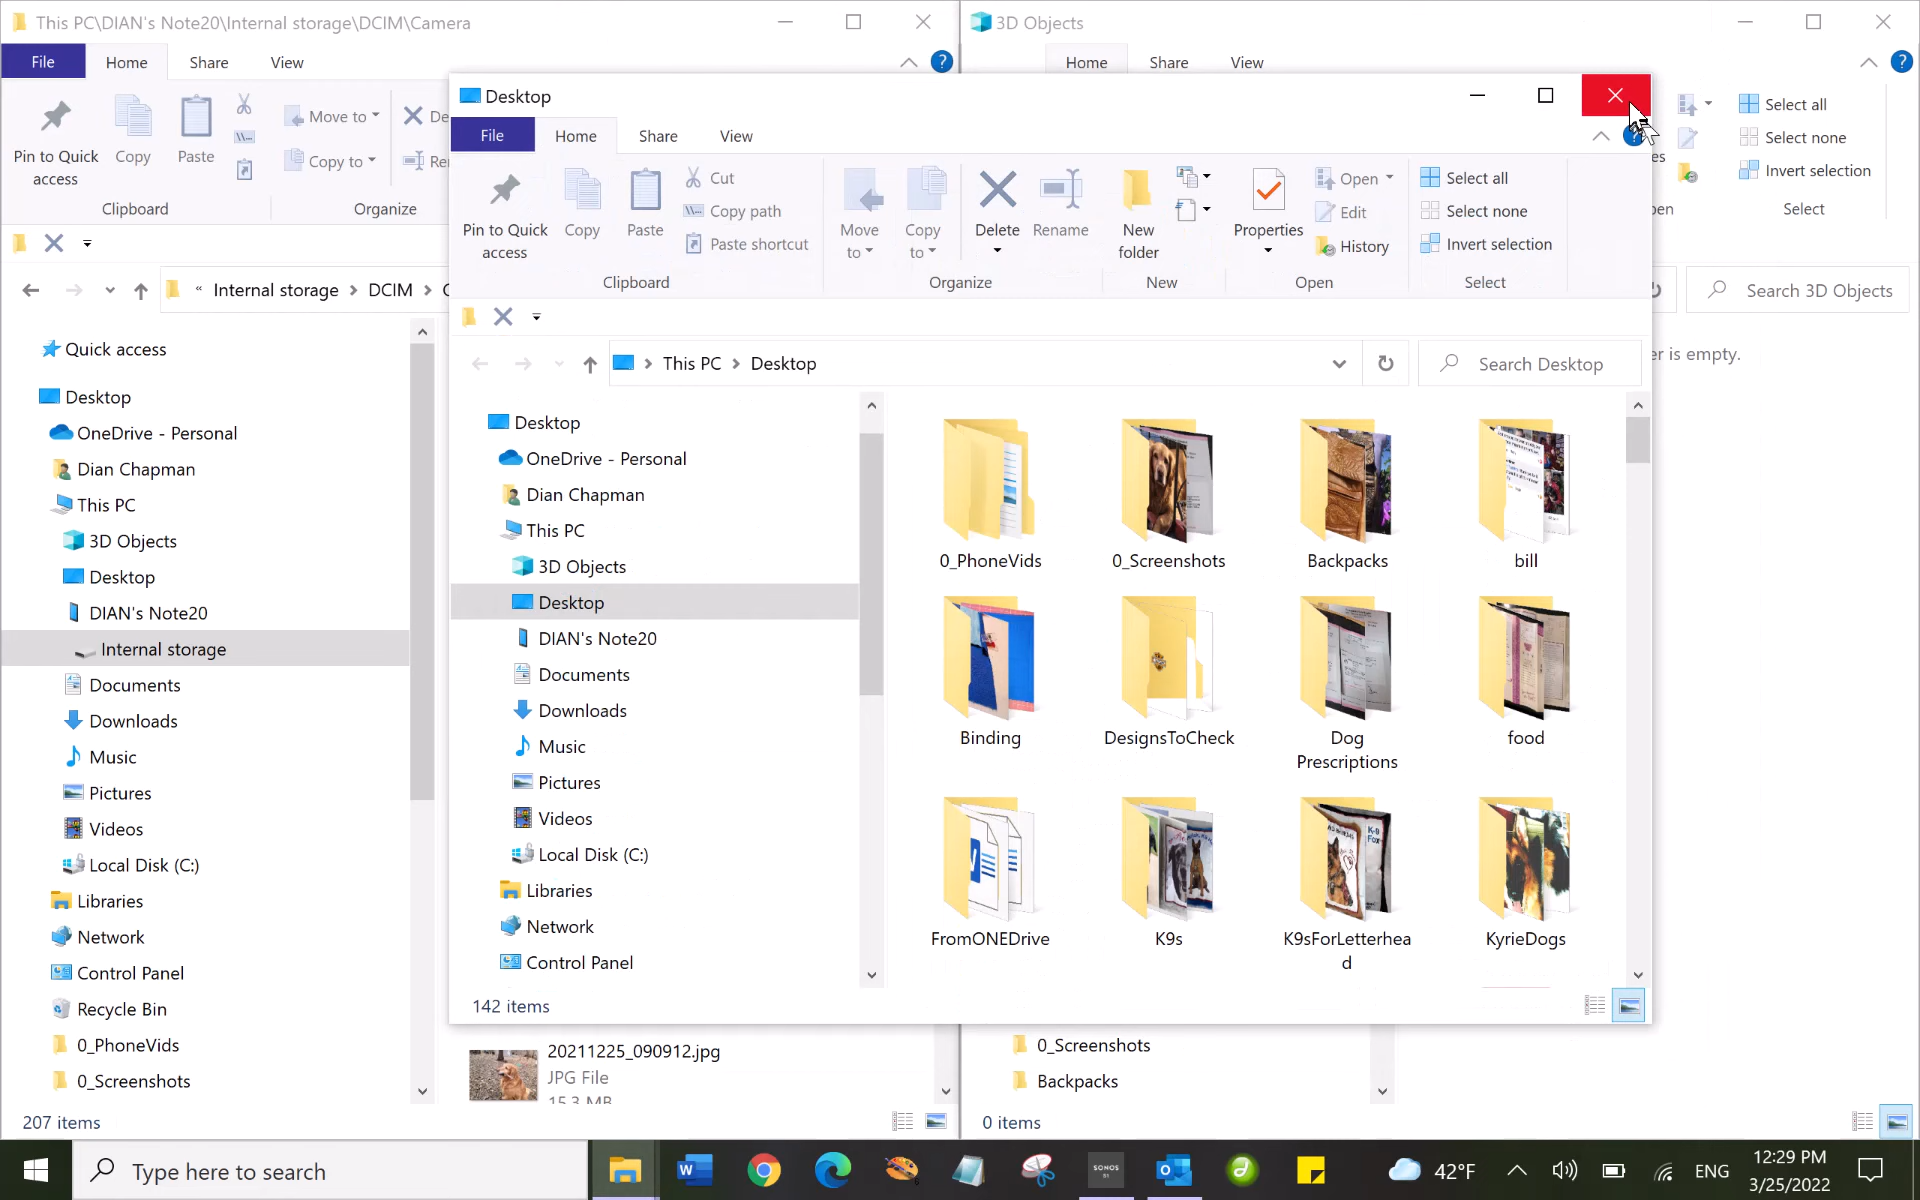 This PC\DIAN's Note20\Internal storage\DCIM\Camera
File
Home
Share
View
Pin to Quick
access
Copy
Paste
Move to
Copy to
De
Re
Clipboard
Organize
« Internal storage > DCIM > C
Quick access
Desktop
OneDrive - Personal
Dian Chapman
This PC
3D Objects
Desktop
DIAN's Note20
Internal storage
Documents
Downloads
Music
Pictures
Videos
Local Disk (C:)
Libraries
Network
Control Panel
Recycle Bin
0_PhoneVids
0_Screenshots
20211225_090912.jpg
JPG File
15.3 MB
207 items
3D Objects
Home
Share
View
Select all
Select none
Invert selection
es
en
Select
Search 3D Objects
er is empty.
0_Screenshots
Backpacks
0 items
Desktop
File
Home
Share
View
Pin to Quick
access
Copy
Paste
Cut
Copy path
Paste shortcut
Clipboard
Move
to
Copy
to
Delete
Rename
Organize
New
folder
New
Properties
Open
Edit
History
Open
Select all
Select none
Invert selection
Select
This PC > Desktop
Search Desktop
Desktop
OneDrive - Personal
Dian Chapman
This PC
3D Objects
Desktop
DIAN's Note20
Documents
Downloads
Music
Pictures
Videos
Local Disk (C:)
Libraries
Network
Control Panel
0_PhoneVids
0_Screenshots
Backpacks
bill
Binding
DesignsToCheck
Dog
Prescriptions
food
FromONEDrive
K9s
K9sForLetterhea
d
KyrieDogs
142 items
Type here to search
SONOS
42°F
ENG
12:29 PM
3/25/2022